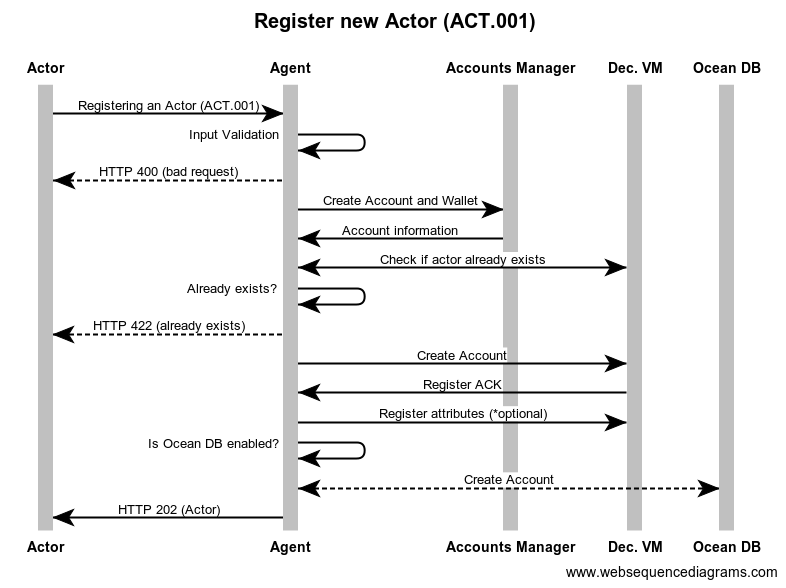 Register new Actor (ACT.001)
Actor Agent Accounts Manager Dec. VM Ocean DB
Registering an Actor (ACT.001)
Input Validation
HTTP 400 (bad request)
Create Account and Wallet
Account information
Check if actor already exists
Already exists?
HTTP 422 (already exists)
Create Account
Register ACK
Register attributes (*optional)
Is Ocean DB enabled?
Create Account
HTTP 202 (Actor)
Actor Agent Accounts Manager Dec. VM Ocean DB
www.websequencediagrams.com